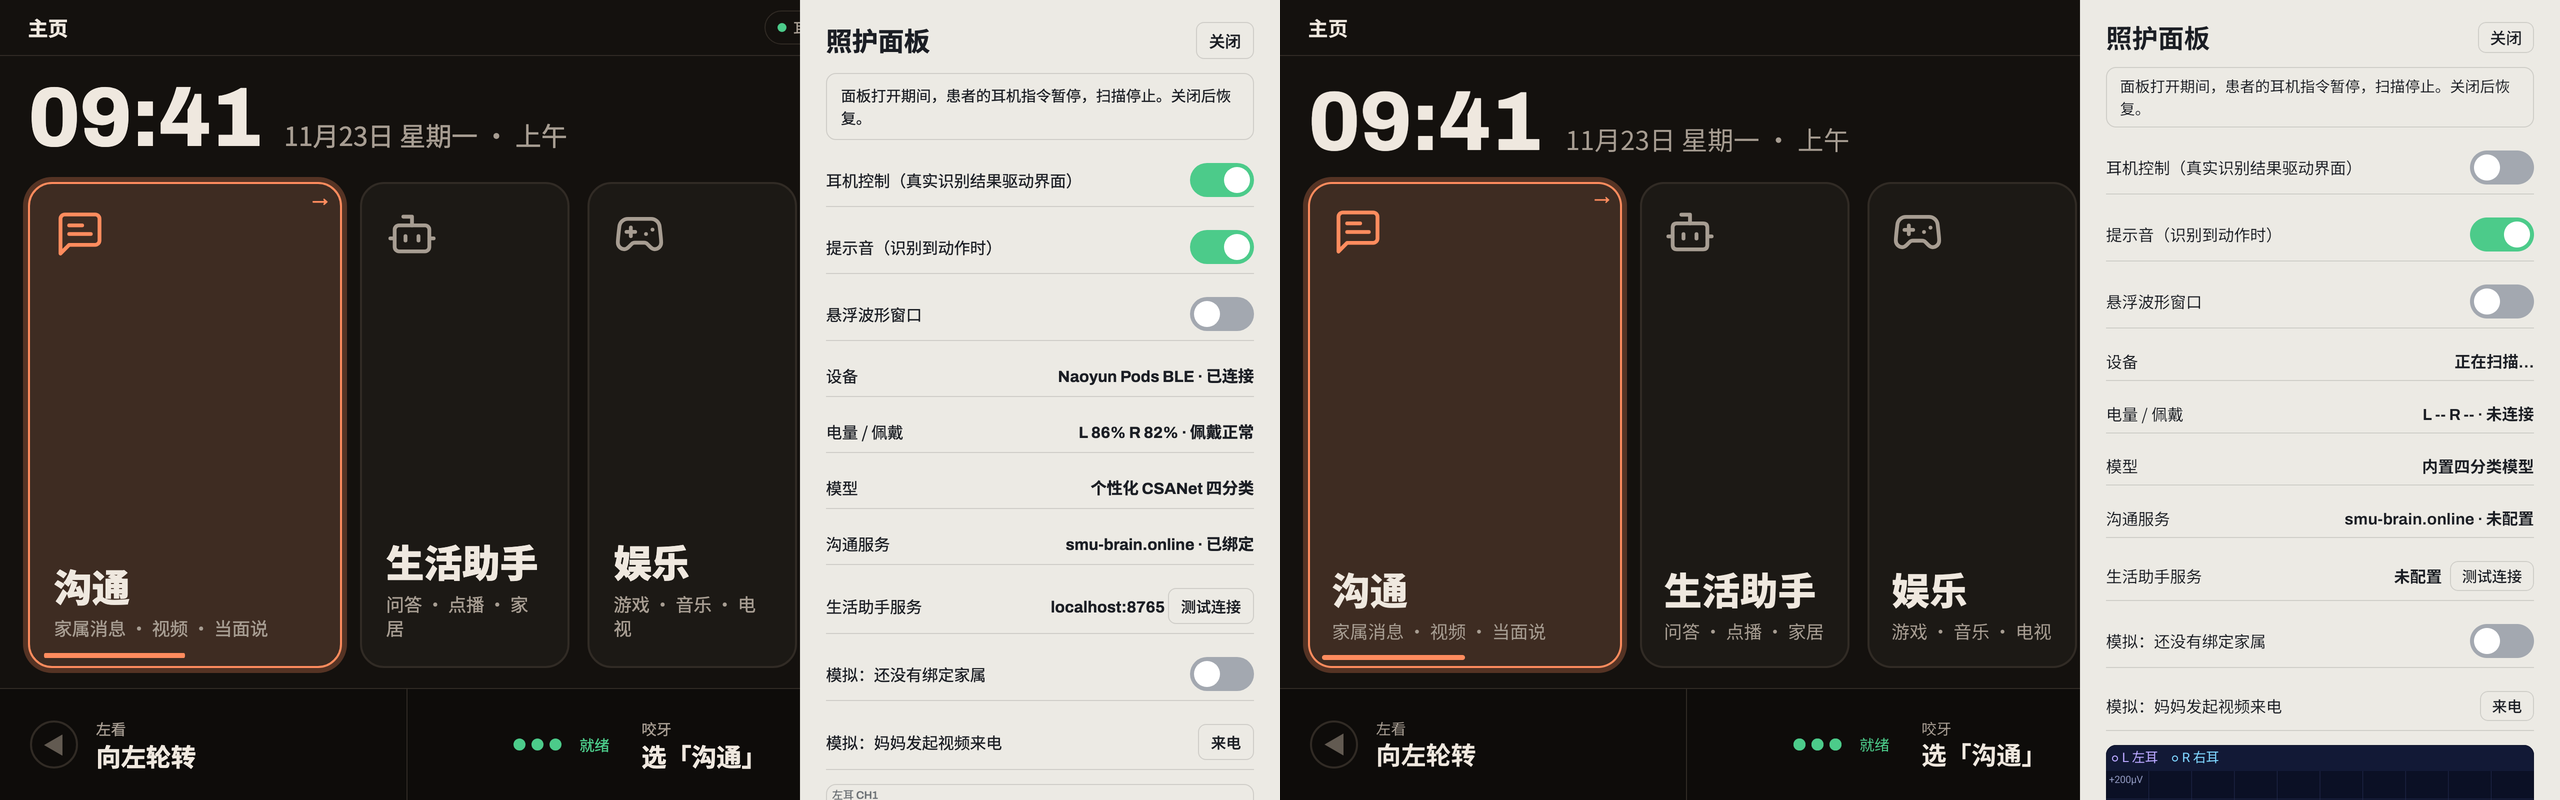 主页
09:41
11月23日 星期一 · 上午
→
沟通
家属消息 · 视频 · 当面说
生活助手
问答 · 点播 · 家
居
娱乐
游戏 · 音乐 · 电
视
左看
向左轮转
就绪
咬牙
选「沟通」
照护面板
关闭
面板打开期间，患者的耳机指令暂停，扫描停止。关闭后恢
复。
耳机控制（真实识别结果驱动界面）
提示音（识别到动作时）
悬浮波形窗口
设备 Naoyun Pods BLE · 已连接
电量 / 佩戴 L 86% R 82% · 佩戴正常
模型 个性化 CSANet 四分类
沟通服务 smu-brain.online · 已绑定
生活助手服务 localhost:8765 测试连接
模拟：还没有绑定家属
模拟：妈妈发起视频来电 来电
左耳 CH1
主页
09:41
11月23日 星期一 · 上午
→
沟通
家属消息 · 视频 · 当面说
生活助手
问答 · 点播 · 家居
娱乐
游戏 · 音乐 · 电视
左看
向左轮转
就绪
咬牙
选「沟通」
照护面板
关闭
面板打开期间，患者的耳机指令暂停，扫描停止。关闭后恢
复。
耳机控制（真实识别结果驱动界面）
提示音（识别到动作时）
悬浮波形窗口
设备 正在扫描...
电量 / 佩戴 L -- R -- · 未连接
模型 内置四分类模型
沟通服务 smu-brain.online · 未配置
生活助手服务 未配置 测试连接
模拟：还没有绑定家属
模拟：妈妈发起视频来电 来电
L 左耳 R 右耳
+200μV